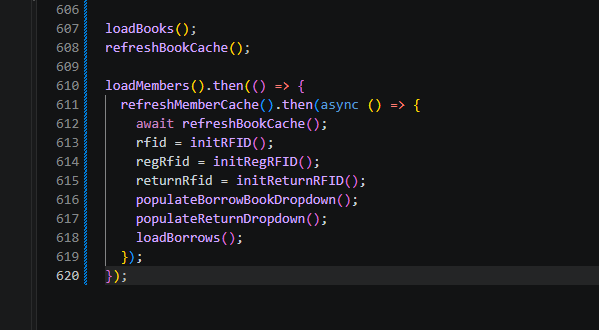 606
607 loadBooks();
608 refreshBookCache();
609
610 loadMembers().then(() => {
611 refreshMemberCache().then(async () => {
612 await refreshBookCache();
613 rfid = initRFID();
614 regRfid = initRegRFID();
615 returnRfid = initReturnRFID();
616 populateBorrowBookDropdown();
617 populateReturnDropdown();
618 loadBorrows();
619 });
620 });